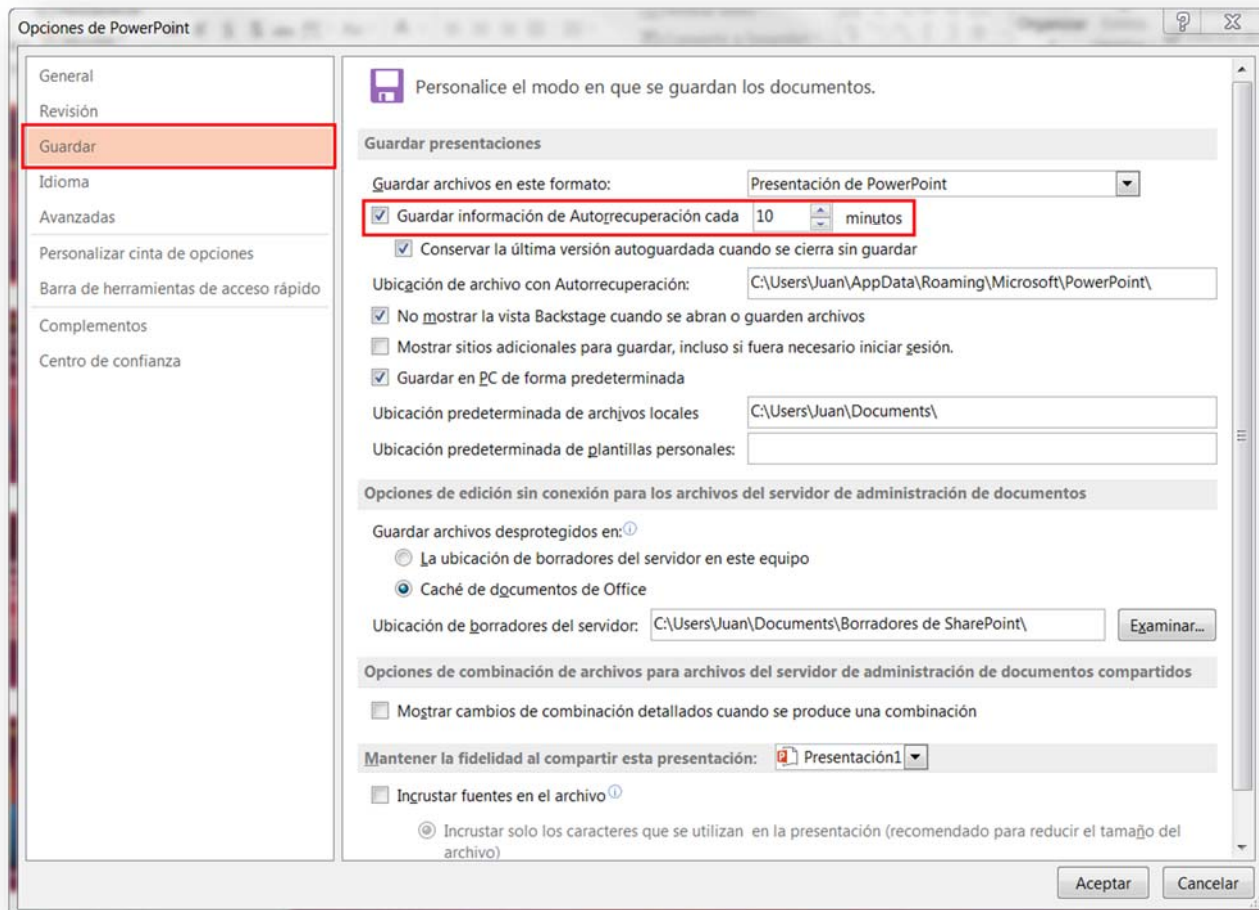 Opciones de PowerPoint
General
Revisión
Guardar
Idioma
Avanzadas
Personalizar cinta de opciones
Barra de herramientas de acceso rápido
Complementos
Centro de confianza
Personalice el modo en que se guardan los documentos.
Guardar presentaciones
Guardar archivos en este formato: Presentación de PowerPoint
Guardar información de Autorrecuperación cada 10 minutos
Conservar la última versión autoguardada cuando se cierra sin guardar
Ubicación de archivo con Autorrecuperación: C:\Users\Juan\AppData\Roaming\Microsoft\PowerPoint\
No mostrar la vista Backstage cuando se abran o guarden archivos
Mostrar sitios adicionales para guardar, incluso si fuera necesario iniciar sesión.
Guardar en PC de forma predeterminada
Ubicación predeterminada de archivos locales C:\Users\Juan\Documents\
Ubicación predeterminada de plantillas personales:
Opciones de edición sin conexión para los archivos del servidor de administración de documentos
Guardar archivos desprotegidos en:
La ubicación de borradores del servidor en este equipo
Caché de documentos de Office
Ubicación de borradores del servidor: C:\Users\Juan\Documents\Borradores de SharePoint\ Examinar...
Opciones de combinación de archivos para archivos del servidor de administración de documentos compartidos
Mostrar cambios de combinación detallados cuando se produce una combinación
Mantener la fidelidad al compartir esta presentación: Presentación1
Incrustar fuentes en el archivo
Incrustar solo los caracteres que se utilizan en la presentación (recomendado para reducir el tamaño del
archivo)
Aceptar Cancelar